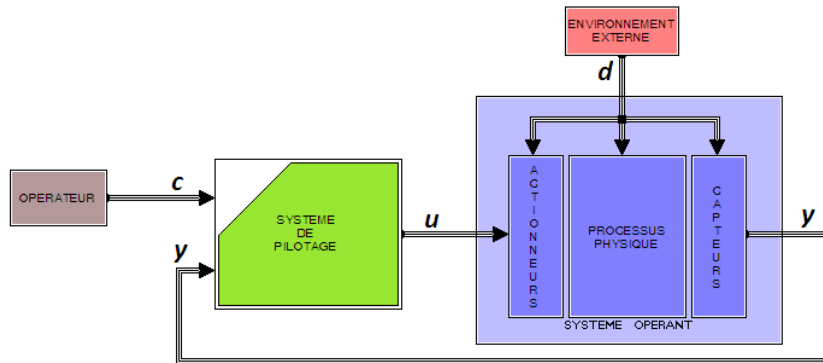 ENVIRONNEMENT
EXTERNE
d
OPERATEUR
c
y
SYSTEME
DE
PILOTAGE
u
ACTIONNEURS
PROCESSUS
PHYSIQUE
CAPTEURS
y
SYSTEME OPERANT